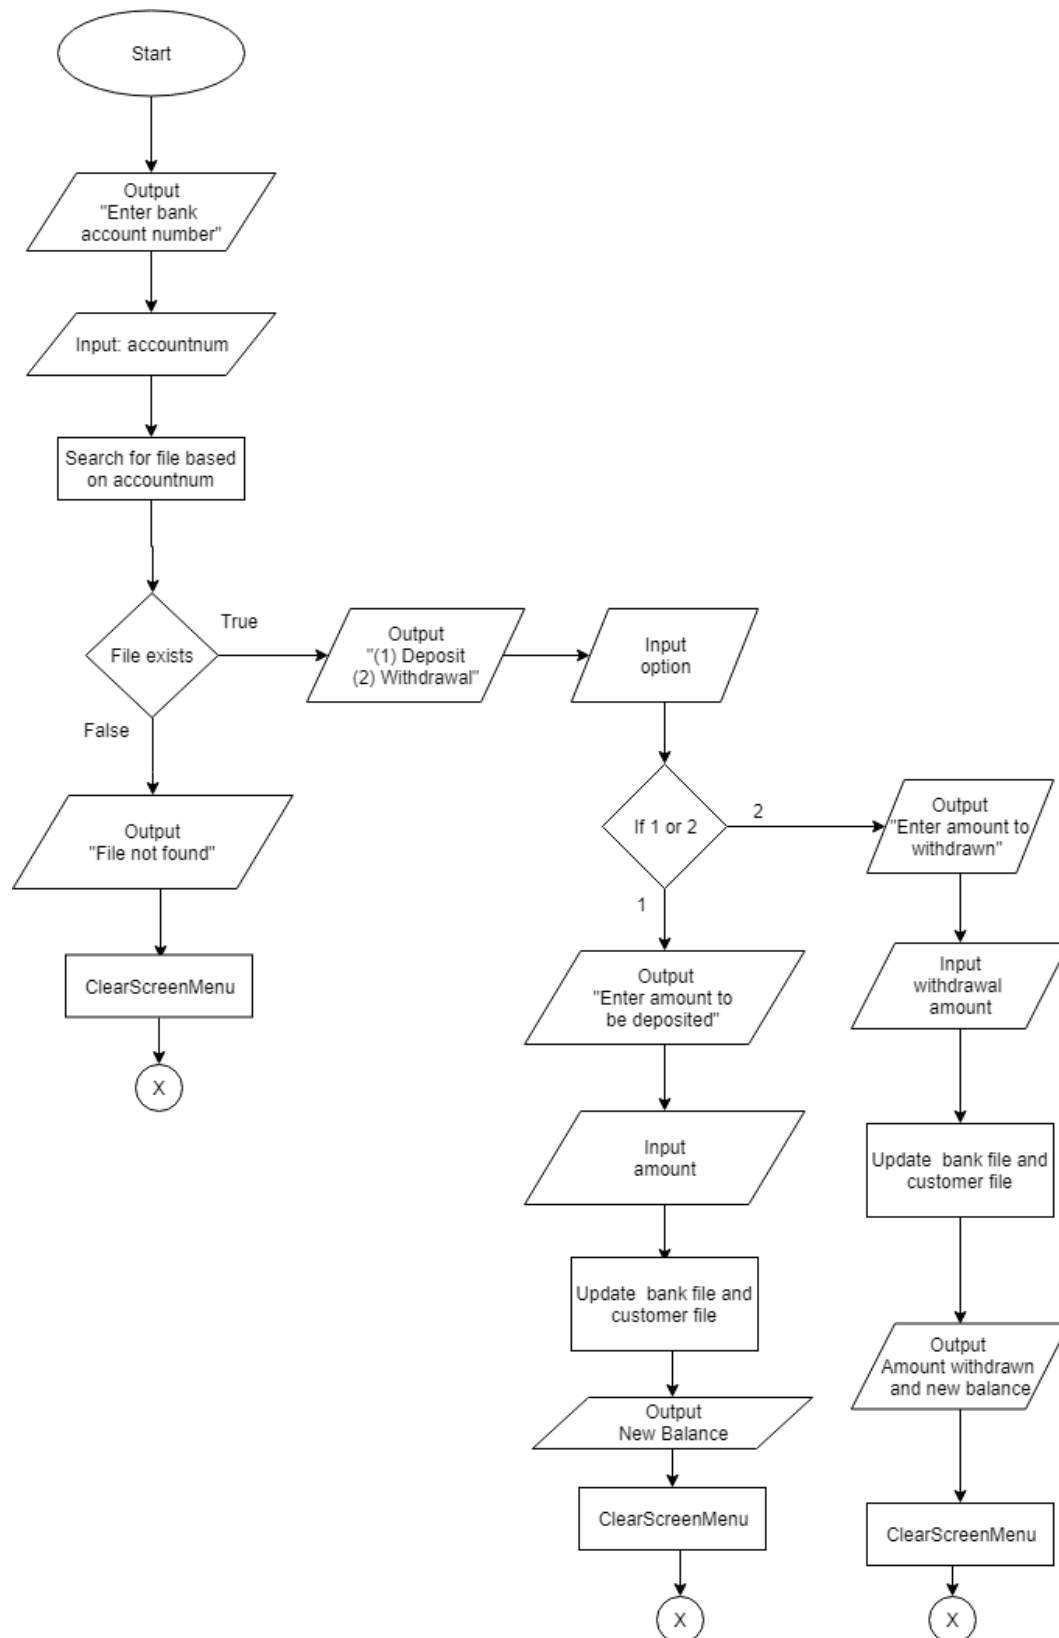 Start
Output
"Enter bank
account number"
Input: accountnum
Search for file based
on accountnum
File exists
True
False
Output
"(1) Deposit
(2) Withdrawal"
Input
option
If 1 or 2
2
1
Output
"Enter amount to
withdrawn"
Input
withdrawal
amount
Update bank file and
customer file
Output
Amount withdrawn
and new balance
ClearScreenMenu
X
Output
"Enter amount to
be deposited"
Input
amount
Update bank file and
customer file
Output
New Balance
ClearScreenMenu
X
Output
"File not found"
ClearScreenMenu
X